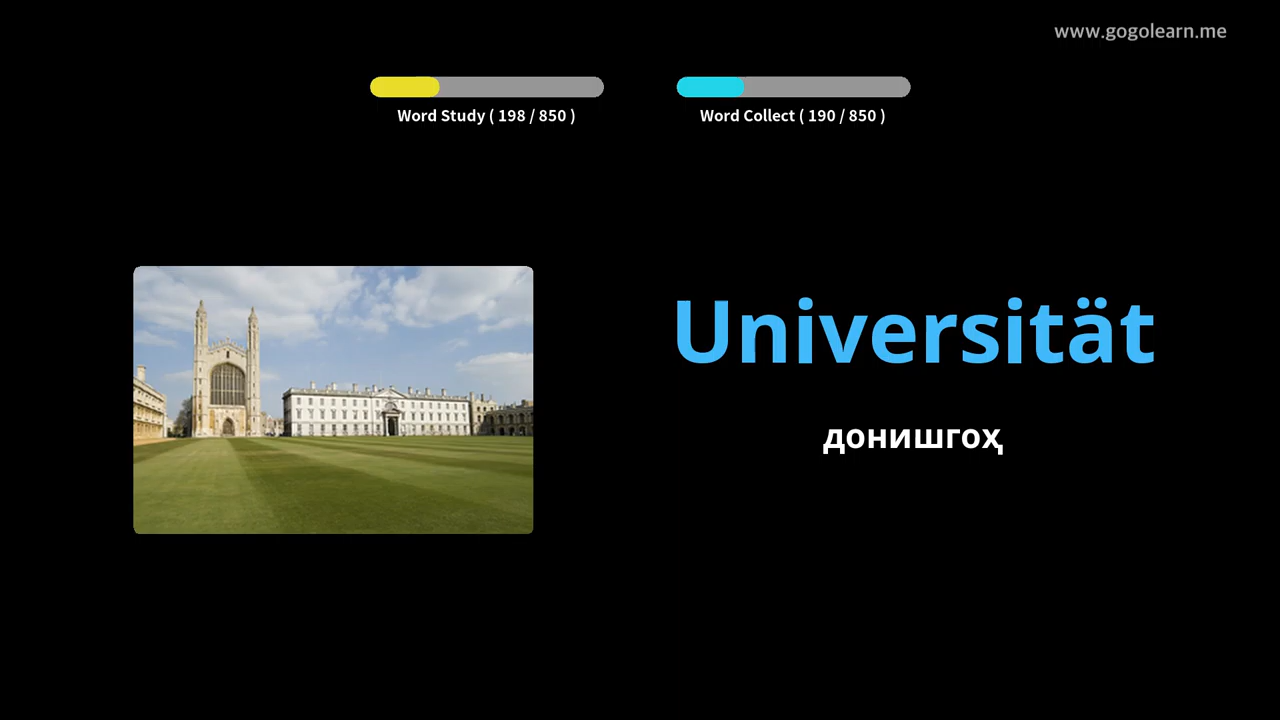 www.gogolearn.me
Word Study ( 198 / 850 )
Word Collect ( 190 / 850 )
Universität
донишгоҳ